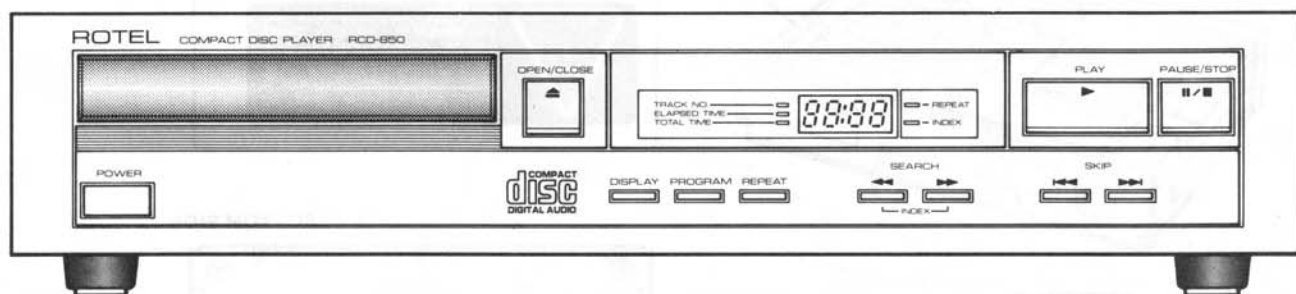 ROTEL COMPACT DISC PLAYER RCD-850
OPEN/CLOSE
TRACK NO.
ELAPSED TIME
TOTAL TIME
88:88
REPEAT
INDEX
PLAY
PAUSE/STOP
POWER
COMPACT
disc
DIGITAL AUDIO
DISPLAY PROGRAM REPEAT
SEARCH
INDEX
SKIP